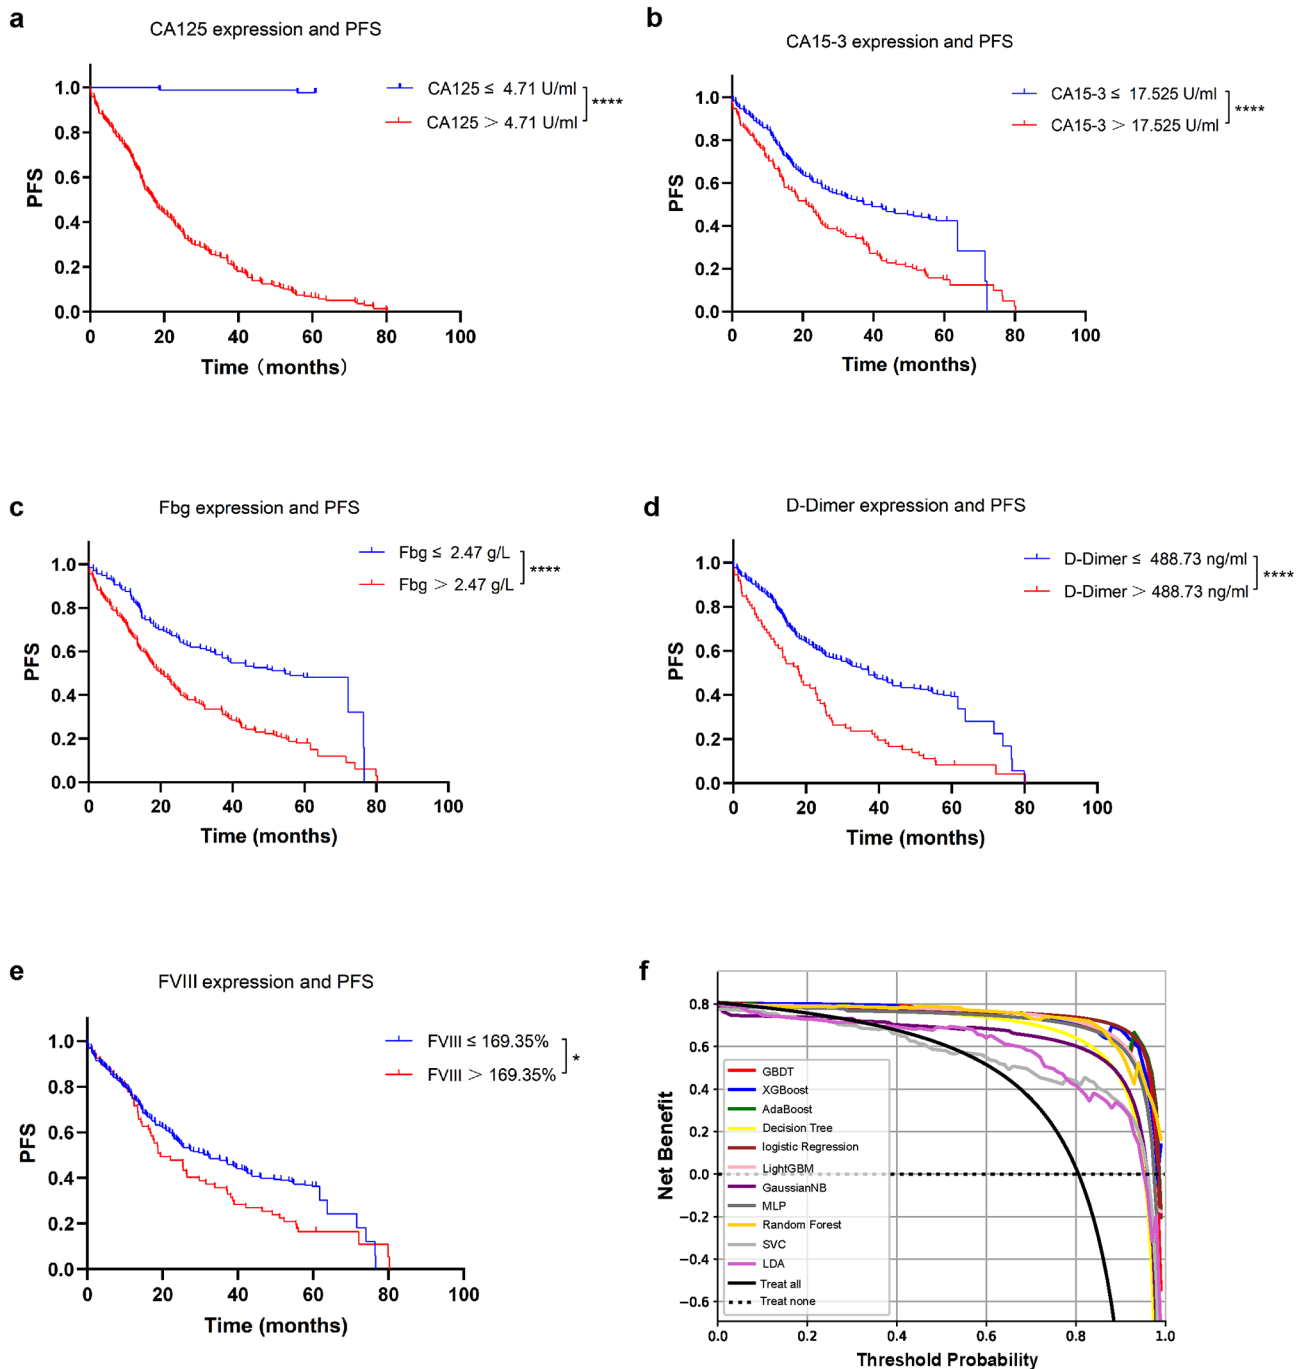 a
CA125 expression and PFS
CA125 ≤ 4.71 U/ml
CA125 > 4.71 U/ml
****
PFS
1.0
0.8
0.6
0.4
0.2
0.0
0 20 40 60 80 100
Time (months)
b
CA15-3 expression and PFS
CA15-3 ≤ 17.525 U/ml
CA15-3 > 17.525 U/ml
****
PFS
1.0
0.8
0.6
0.4
0.2
0.0
0 20 40 60 80 100
Time (months)
c
Fbg expression and PFS
Fbg ≤ 2.47 g/L
Fbg > 2.47 g/L
****
PFS
1.0
0.8
0.6
0.4
0.2
0.0
0 20 40 60 80 100
Time (months)
d
D-Dimer expression and PFS
D-Dimer ≤ 488.73 ng/ml
D-Dimer > 488.73 ng/ml
****
PFS
1.0
0.8
0.6
0.4
0.2
0.0
0 20 40 60 80 100
Time (months)
e
FVIII expression and PFS
FVIII ≤ 169.35%
FVIII > 169.35%
*
PFS
1.0
0.8
0.6
0.4
0.2
0.0
0 20 40 60 80 100
Time (months)
f
Net Benefit
0.8
0.6
0.4
0.2
0.0
−0.2
−0.4
−0.6
GBDT
XGBoost
AdaBoost
Decision Tree
logistic Regression
LightGBM
GaussianNB
MLP
Random Forest
SVC
LDA
Treat all
Treat none
0.0 0.2 0.4 0.6 0.8 1.0
Threshold Probability